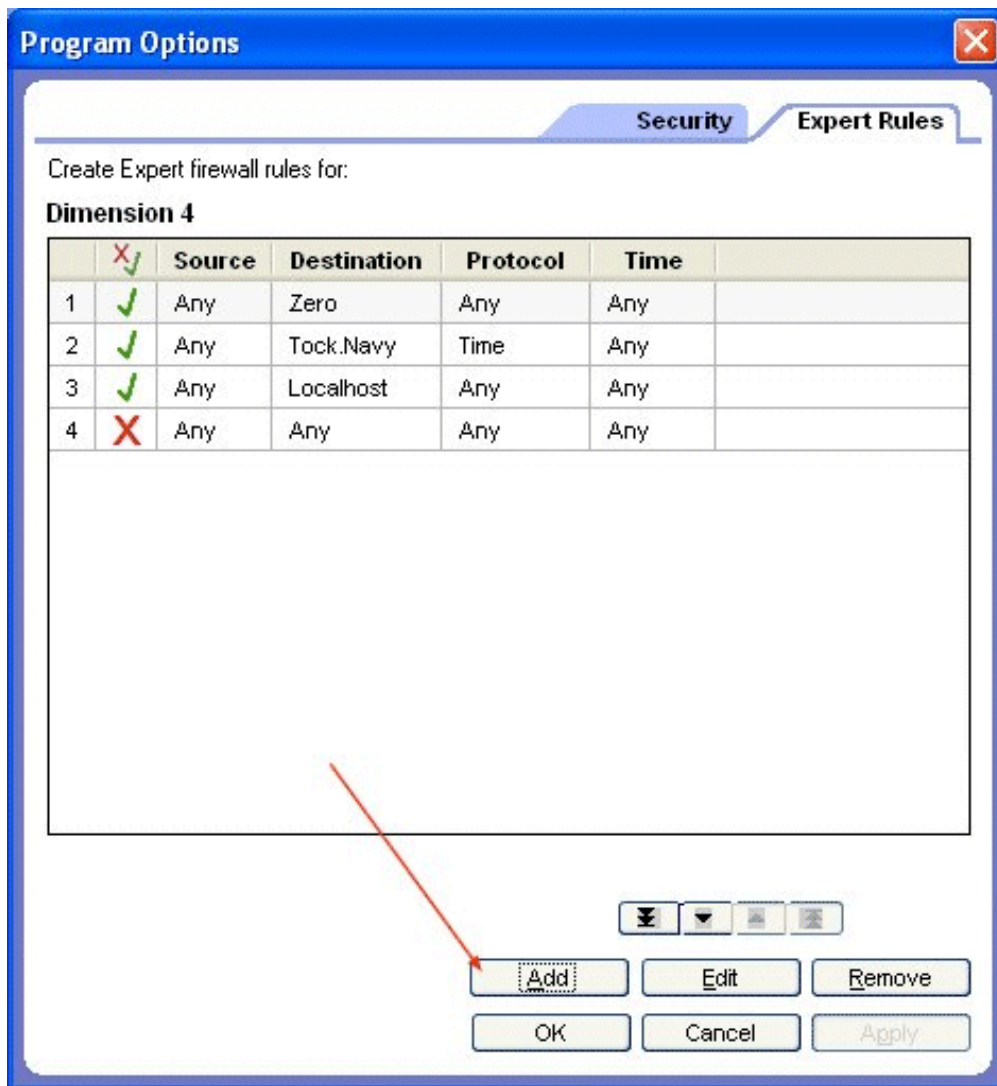 Program Options
Security Expert Rules
Create Expert firewall rules for:
Dimension 4
Source Destination Protocol Time
1 Any Zero Any Any
2 Any Tock.Navy Time Any
3 Any Localhost Any Any
4 Any Any Any Any
Add Edit Remove
OK Cancel Apply